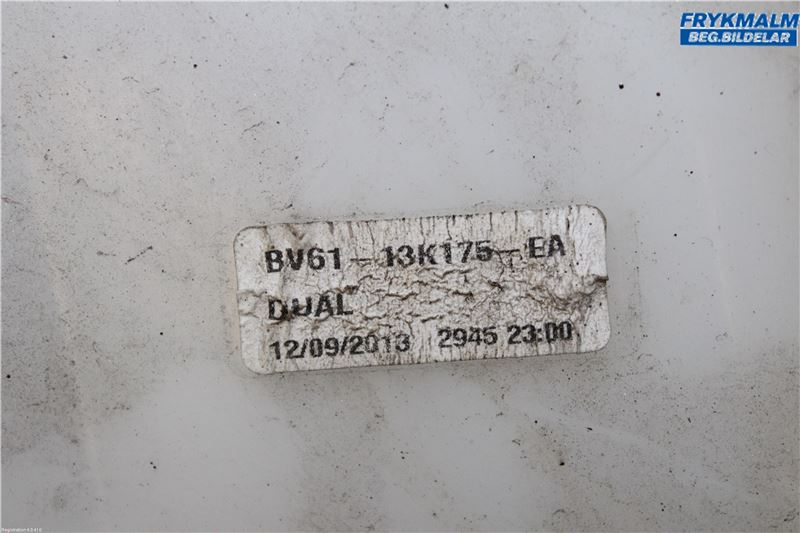 FRYKMALM
BEG.BILDELAR
BV61-13K175-EA
DUAL
12/09/2013 2945 23:00